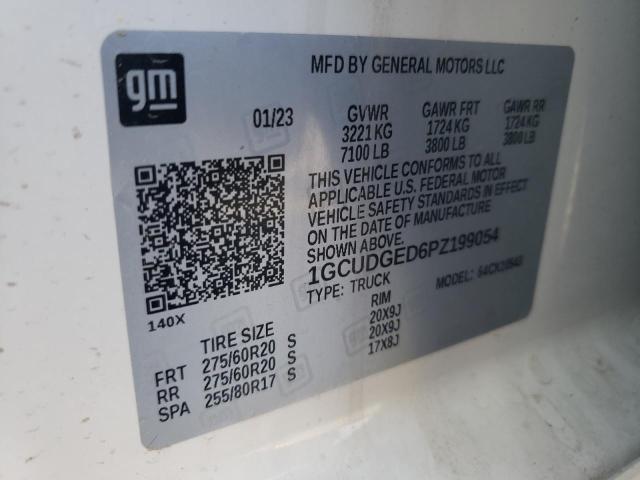 gm
MFD BY GENERAL MOTORS LLC
01/23 GVWR GAWR FRT GAWR RR
3221 KG 1724 KG 1724 KG
7100 LB 3800 LB 3800 LB
THIS VEHICLE CONFORMS TO ALL
APPLICABLE U.S. FEDERAL MOTOR
VEHICLE SAFETY STANDARDS IN EFFECT
ON THE DATE OF MANUFACTURE
SHOWN ABOVE.
1GCUDGED6PZ199054
TYPE: TRUCK MODEL:
140X
TIRE SIZE RIM
FRT 275/60R20 S 20X9J
RR 275/60R20 S 20X9J
SPA 255/80R17 S 17X8J